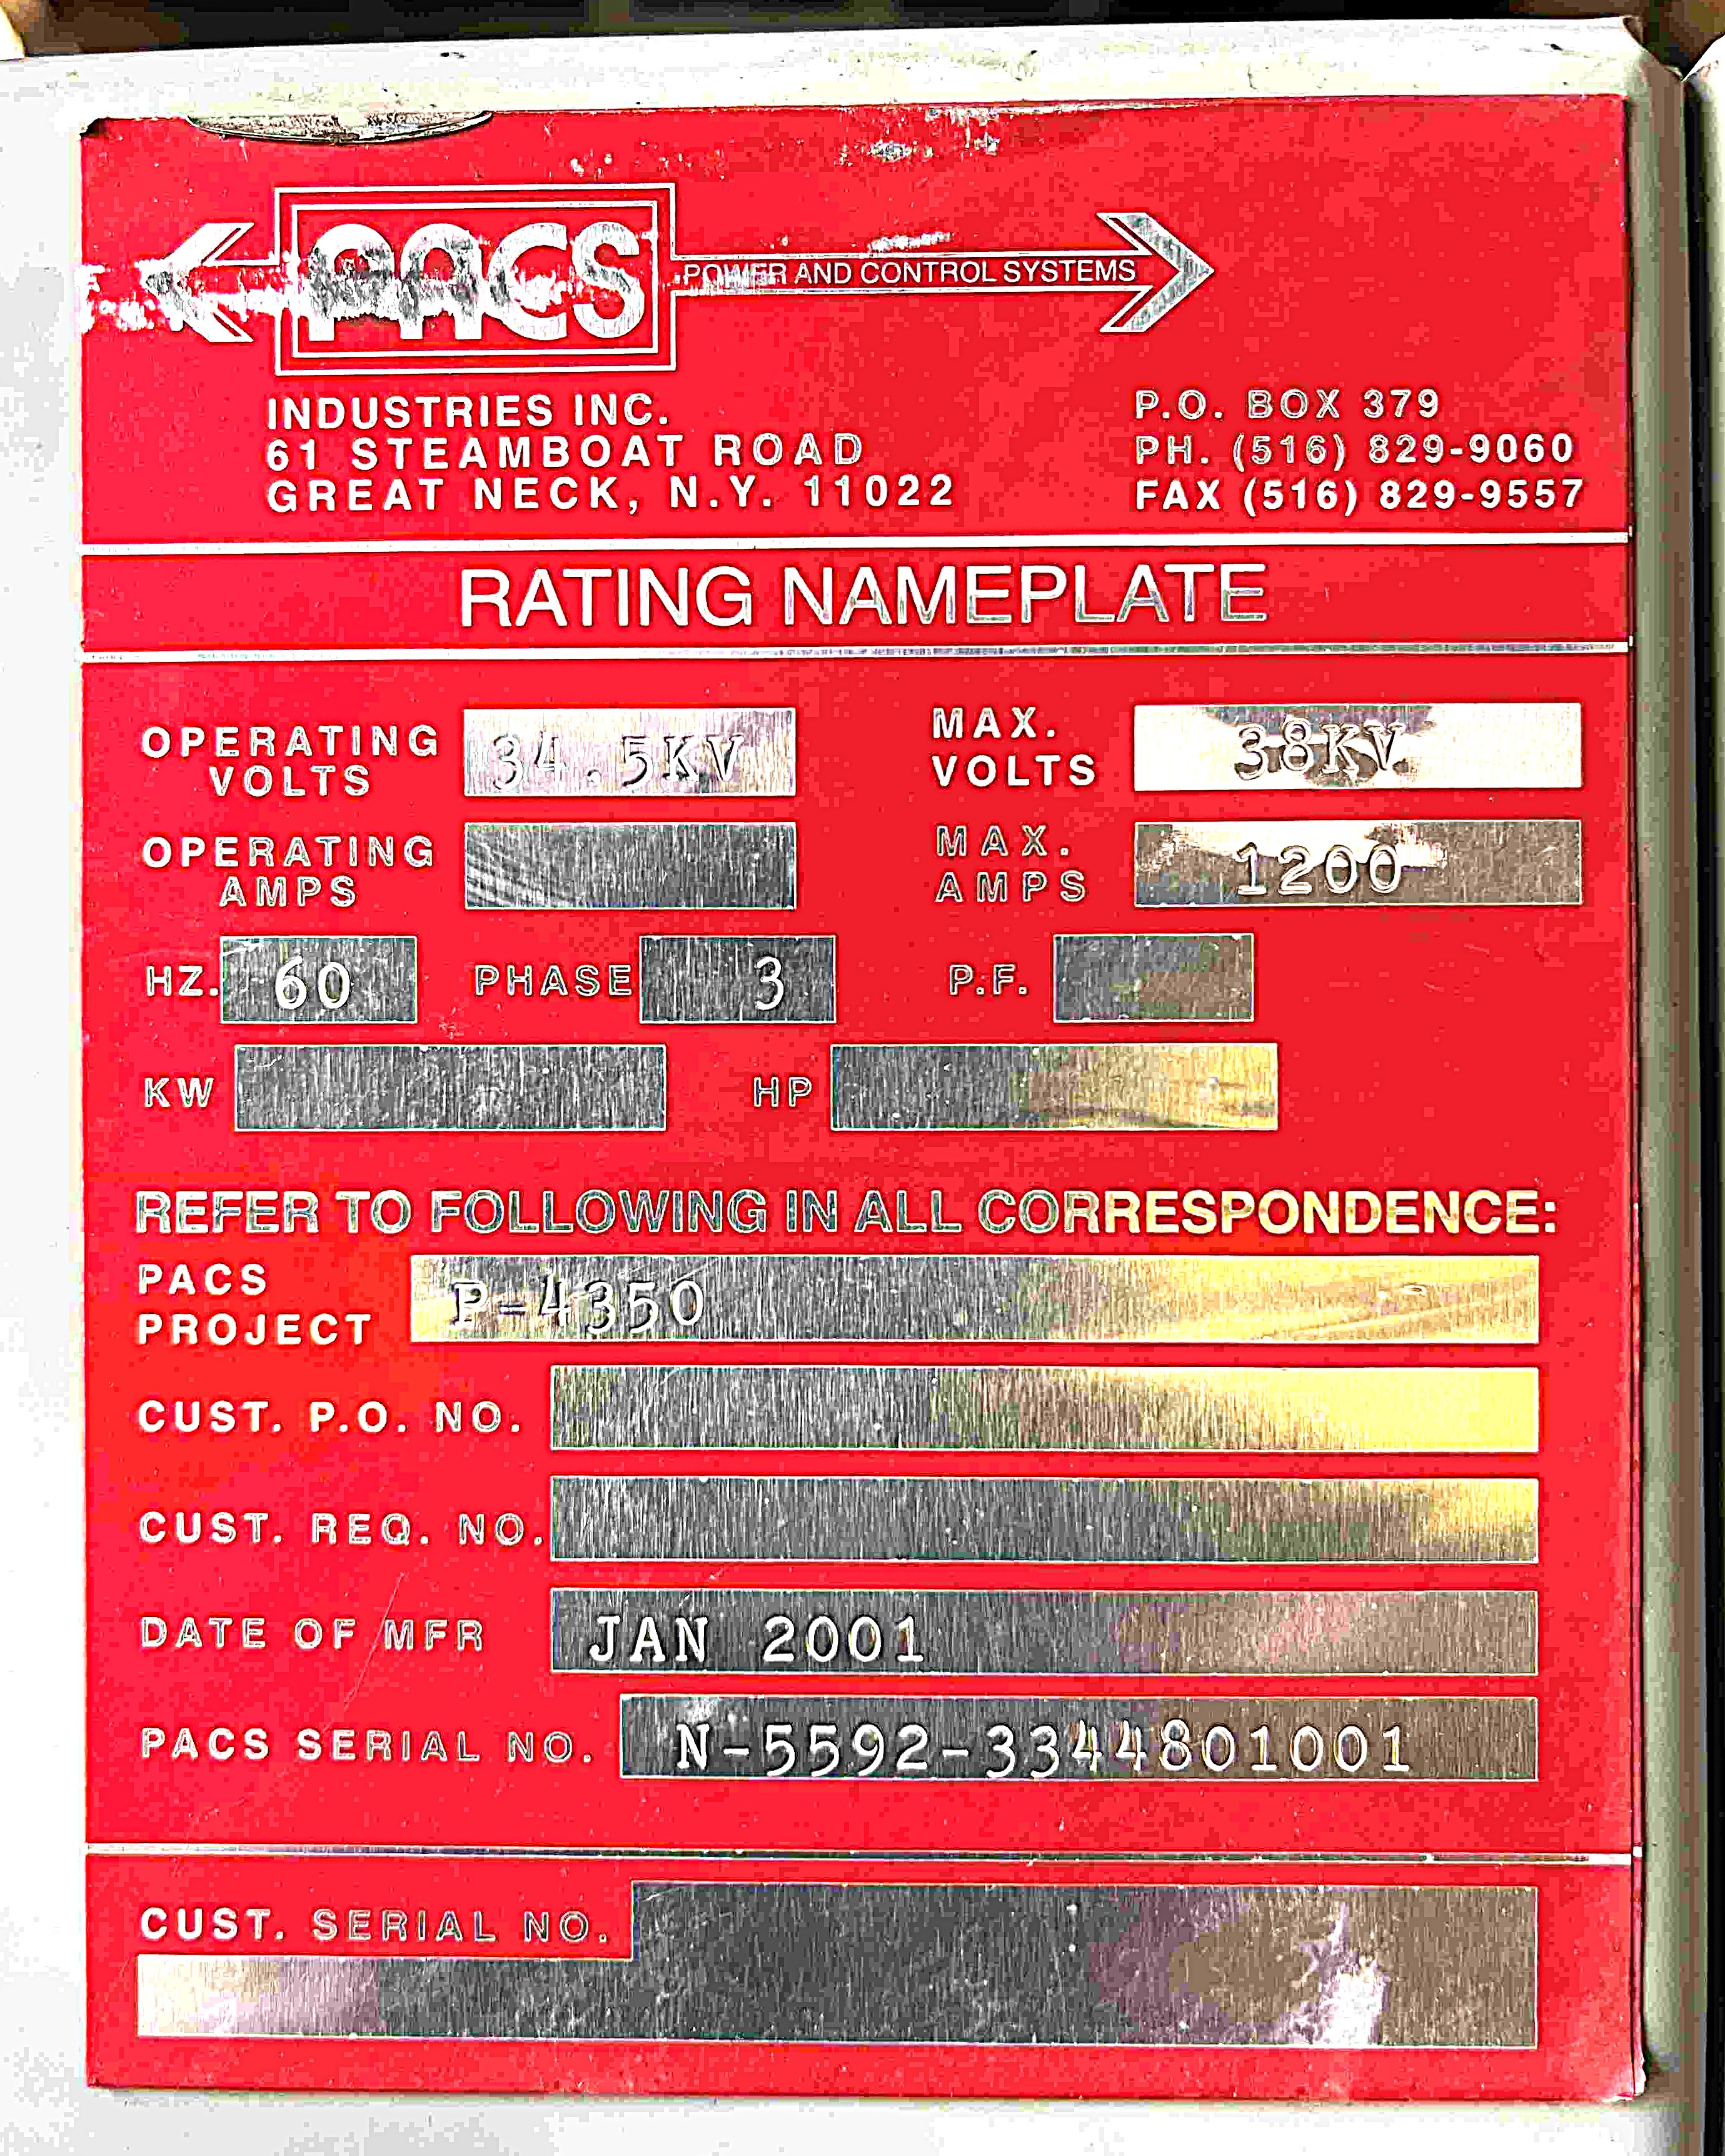 PACS
POWER AND CONTROL SYSTEMS
INDUSTRIES INC.
61 STEAMBOAT ROAD
GREAT NECK, N.Y. 11022
P.O. BOX 379
PH. (516) 829-9060
FAX (516) 829-9557
RATING NAMEPLATE
OPERATING VOLTS 34.5KV
MAX. VOLTS 38KV
OPERATING AMPS
MAX. AMPS 1200
HZ. 60 PHASE 3 P.F.
KW HP
REFER TO FOLLOWING IN ALL CORRESPONDENCE:
PACS PROJECT P-4350
CUST. P.O. NO.
CUST. REQ. NO.
DATE OF MFR JAN 2001
PACS SERIAL NO. N-5592-3344801001
CUST. SERIAL NO.